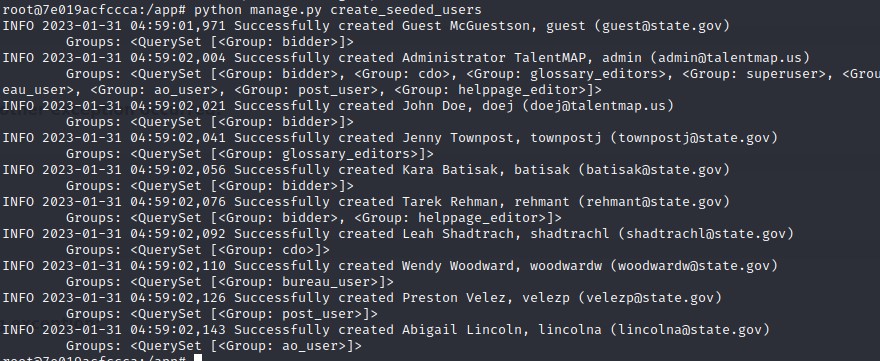 root@7e019acfccca:/app# python manage.py create_seeded_users
INFO 2023-01-31 04:59:01,971 Successfully created Guest McGuestson, guest (guest@state.gov)
Groups: <QuerySet [<Group: bidder>]>
INFO 2023-01-31 04:59:02,004 Successfully created Administrator TalentMAP, admin (admin@talentmap.us)
Groups: <QuerySet [<Group: bidder>, <Group: cdo>, <Group: glossary_editors>, <Group: superuser>, <Grou
eau_user>, <Group: ao_user>, <Group: post_user>, <Group: helppage_editor>]>
INFO 2023-01-31 04:59:02,021 Successfully created John Doe, doej (doej@talentmap.us)
Groups: <QuerySet [<Group: bidder>]>
INFO 2023-01-31 04:59:02,041 Successfully created Jenny Townpost, townpostj (townpostj@state.gov)
Groups: <QuerySet [<Group: glossary_editors>]>
INFO 2023-01-31 04:59:02,056 Successfully created Kara Batisak, batisak (batisak@state.gov)
Groups: <QuerySet [<Group: bidder>]>
INFO 2023-01-31 04:59:02,076 Successfully created Tarek Rehman, rehmant (rehmant@state.gov)
Groups: <QuerySet [<Group: bidder>, <Group: helppage_editor>]>
INFO 2023-01-31 04:59:02,092 Successfully created Leah Shadtrach, shadtrachl (shadtrachl@state.gov)
Groups: <QuerySet [<Group: cdo>]>
INFO 2023-01-31 04:59:02,110 Successfully created Wendy Woodward, woodwardw (woodwardw@state.gov)
Groups: <QuerySet [<Group: bureau_user>]>
INFO 2023-01-31 04:59:02,126 Successfully created Preston Velez, velezp (velezp@state.gov)
Groups: <QuerySet [<Group: post_user>]>
INFO 2023-01-31 04:59:02,143 Successfully created Abigail Lincoln, lincolna (lincolna@state.gov)
Groups: <QuerySet [<Group: ao_user>]>
root@7e019acfccca:/app#